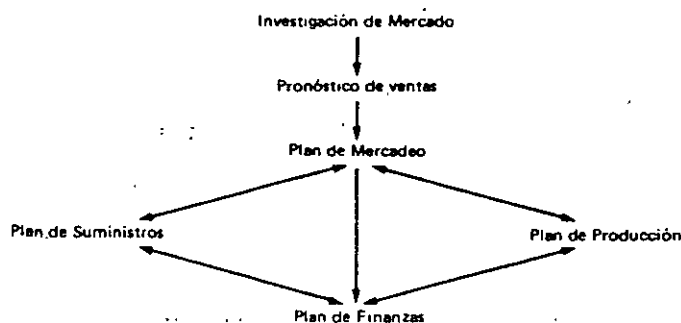 Investigación de Mercado
Pronóstico de ventas
Plan de Mercadeo
Plan de Suministros
Plan de Producción
Plan de Finanzas